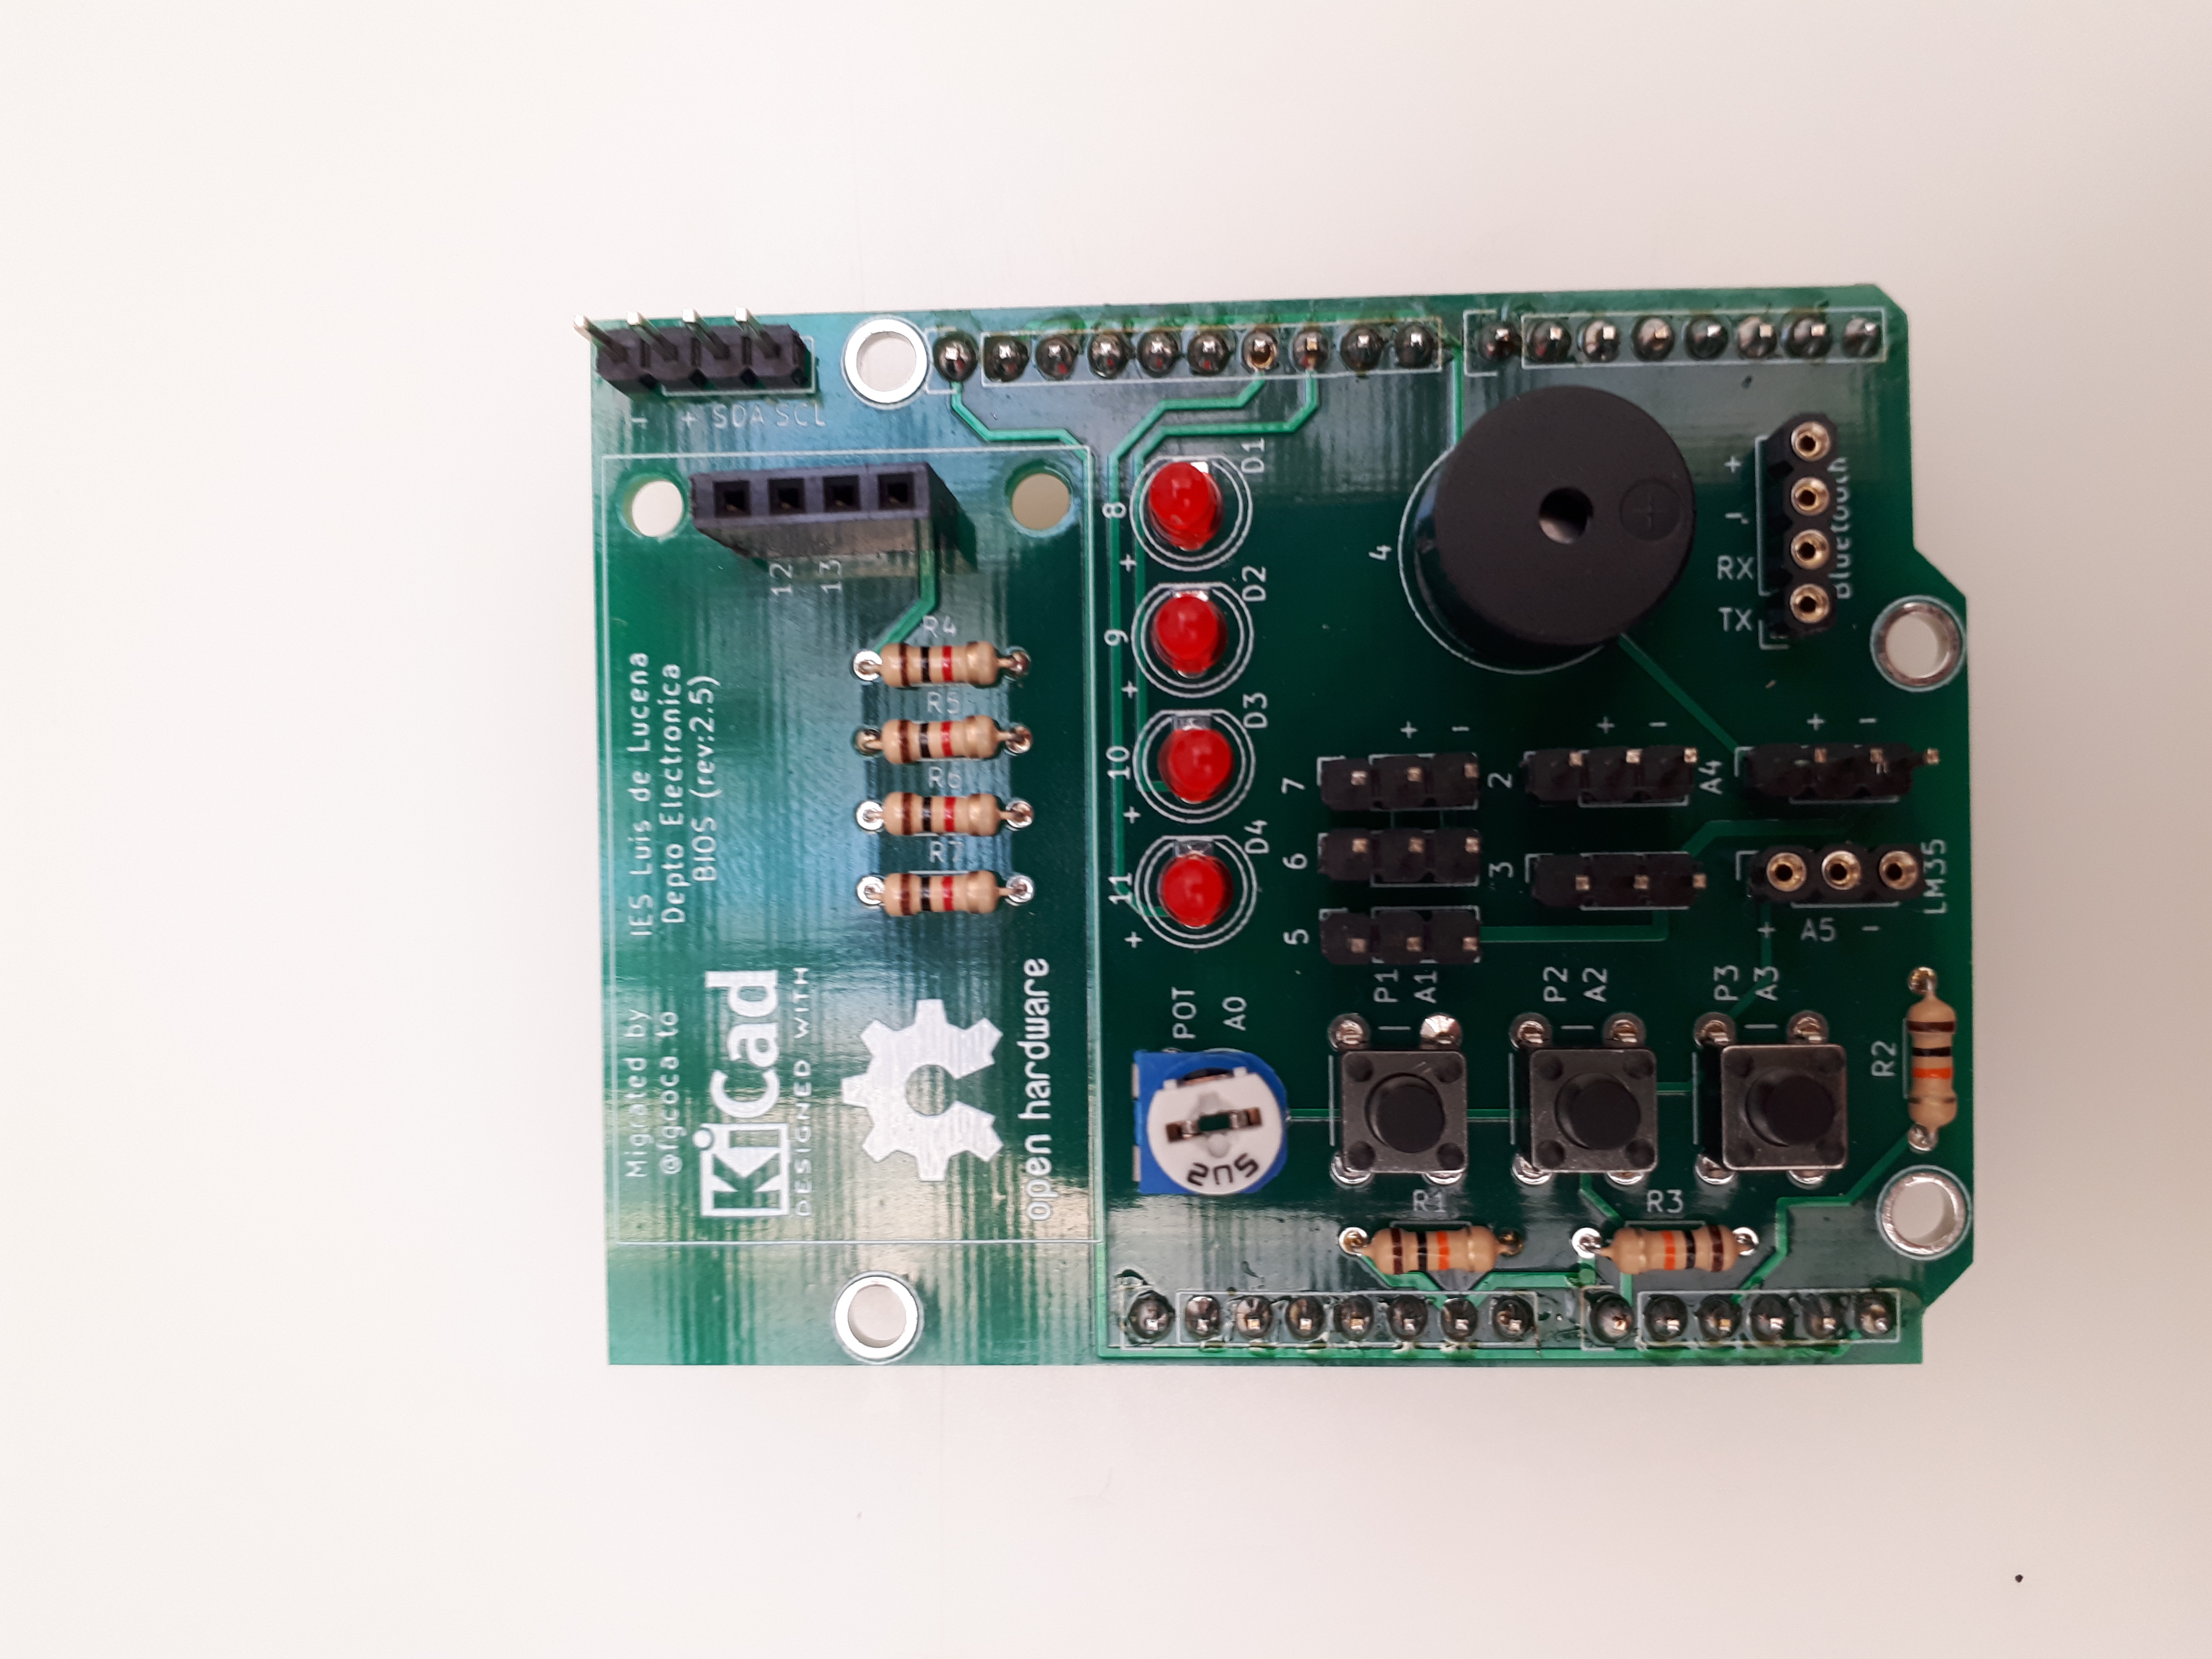 Migrated by
@fgcoca to
KiCad
DESIGNED WITH
IES Luis de Lucena
Depto Electronica
BIOS (rev:2.5)
- + SDA SCL
12
13
R7
R6
R5
R4
open hardware
+ 11
+ 10
+ 9
+ 8
D4
D3
D2
D1
POT
A0
5
6
7
P1
A1
R1
+
-
4
3
2
P2
A2
R3
+
-
A4
P3
A3
+
A5
-
LM35
+
-
TX
RX
-
+
Bluetooth
R2